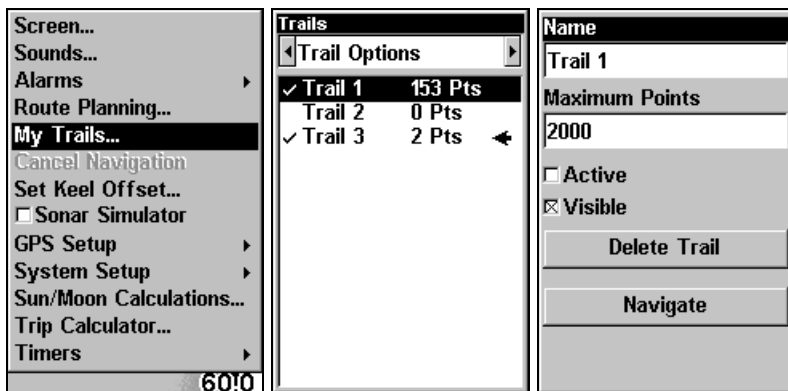 Screen...
Sounds...
Alarms
Route Planning...
My Trails...
Cancel Navigation
Set Keel Offset...
Sonar Simulator
GPS Setup
System Setup
Sun/Moon Calculations...
Trip Calculator...
Timers
Trails
Trail Options
Trail 1 153 Pts
Trail 2 0 Pts
Trail 3 2 Pts
Name
Trail 1
Maximum Points
2000
Active
Visible
Delete Trail
Navigate